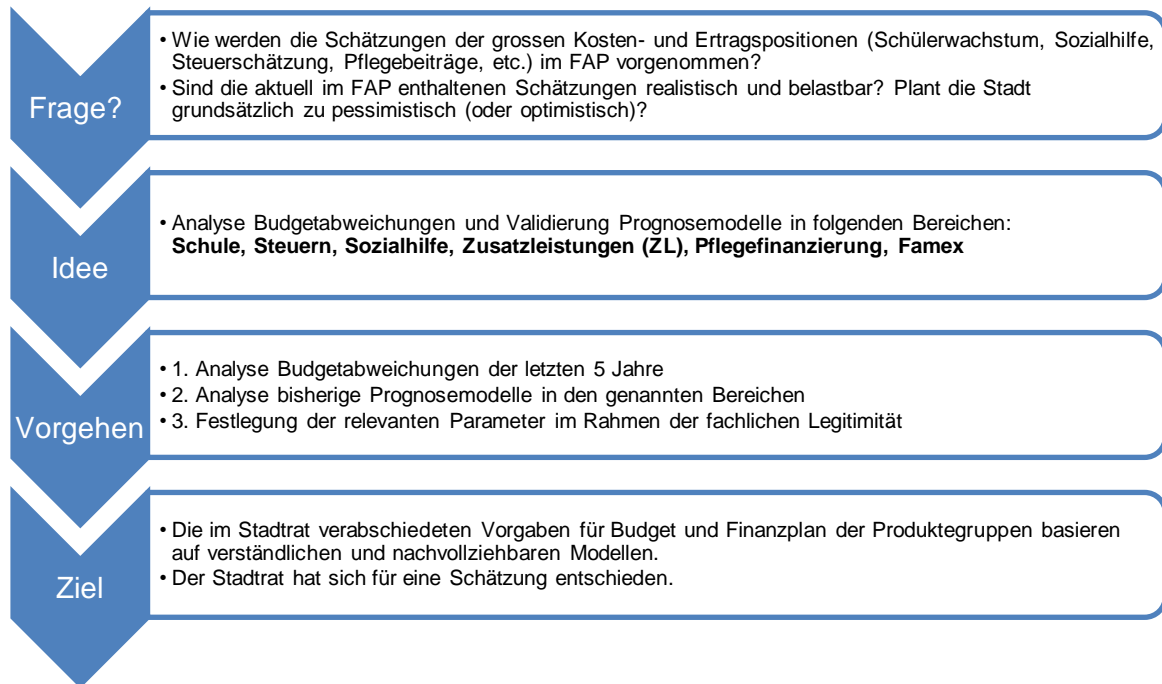 Frage?
• Wie werden die Schätzungen der grossen Kosten- und Ertragspositionen (Schülerwachstum, Sozialhilfe,
Steuerschätzung, Pflegebeiträge, etc.) im FAP vorgenommen?
• Sind die aktuell im FAP enthaltenen Schätzungen realistisch und belastbar? Plant die Stadt
grundsätzlich zu pessimistisch (oder optimistisch)?
Idee
• Analyse Budgetabweichungen und Validierung Prognosemodelle in folgenden Bereichen:
Schule, Steuern, Sozialhilfe, Zusatzleistungen (ZL), Pflegefinanzierung, Famex
Vorgehen
• 1. Analyse Budgetabweichungen der letzten 5 Jahre
• 2. Analyse bisherige Prognosemodelle in den genannten Bereichen
• 3. Festlegung der relevanten Parameter im Rahmen der fachlichen Legitimität
Ziel
• Die im Stadtrat verabschiedeten Vorgaben für Budget und Finanzplan der Produktegruppen basieren
auf verständlichen und nachvollziehbaren Modellen.
• Der Stadtrat hat sich für eine Schätzung entschieden.